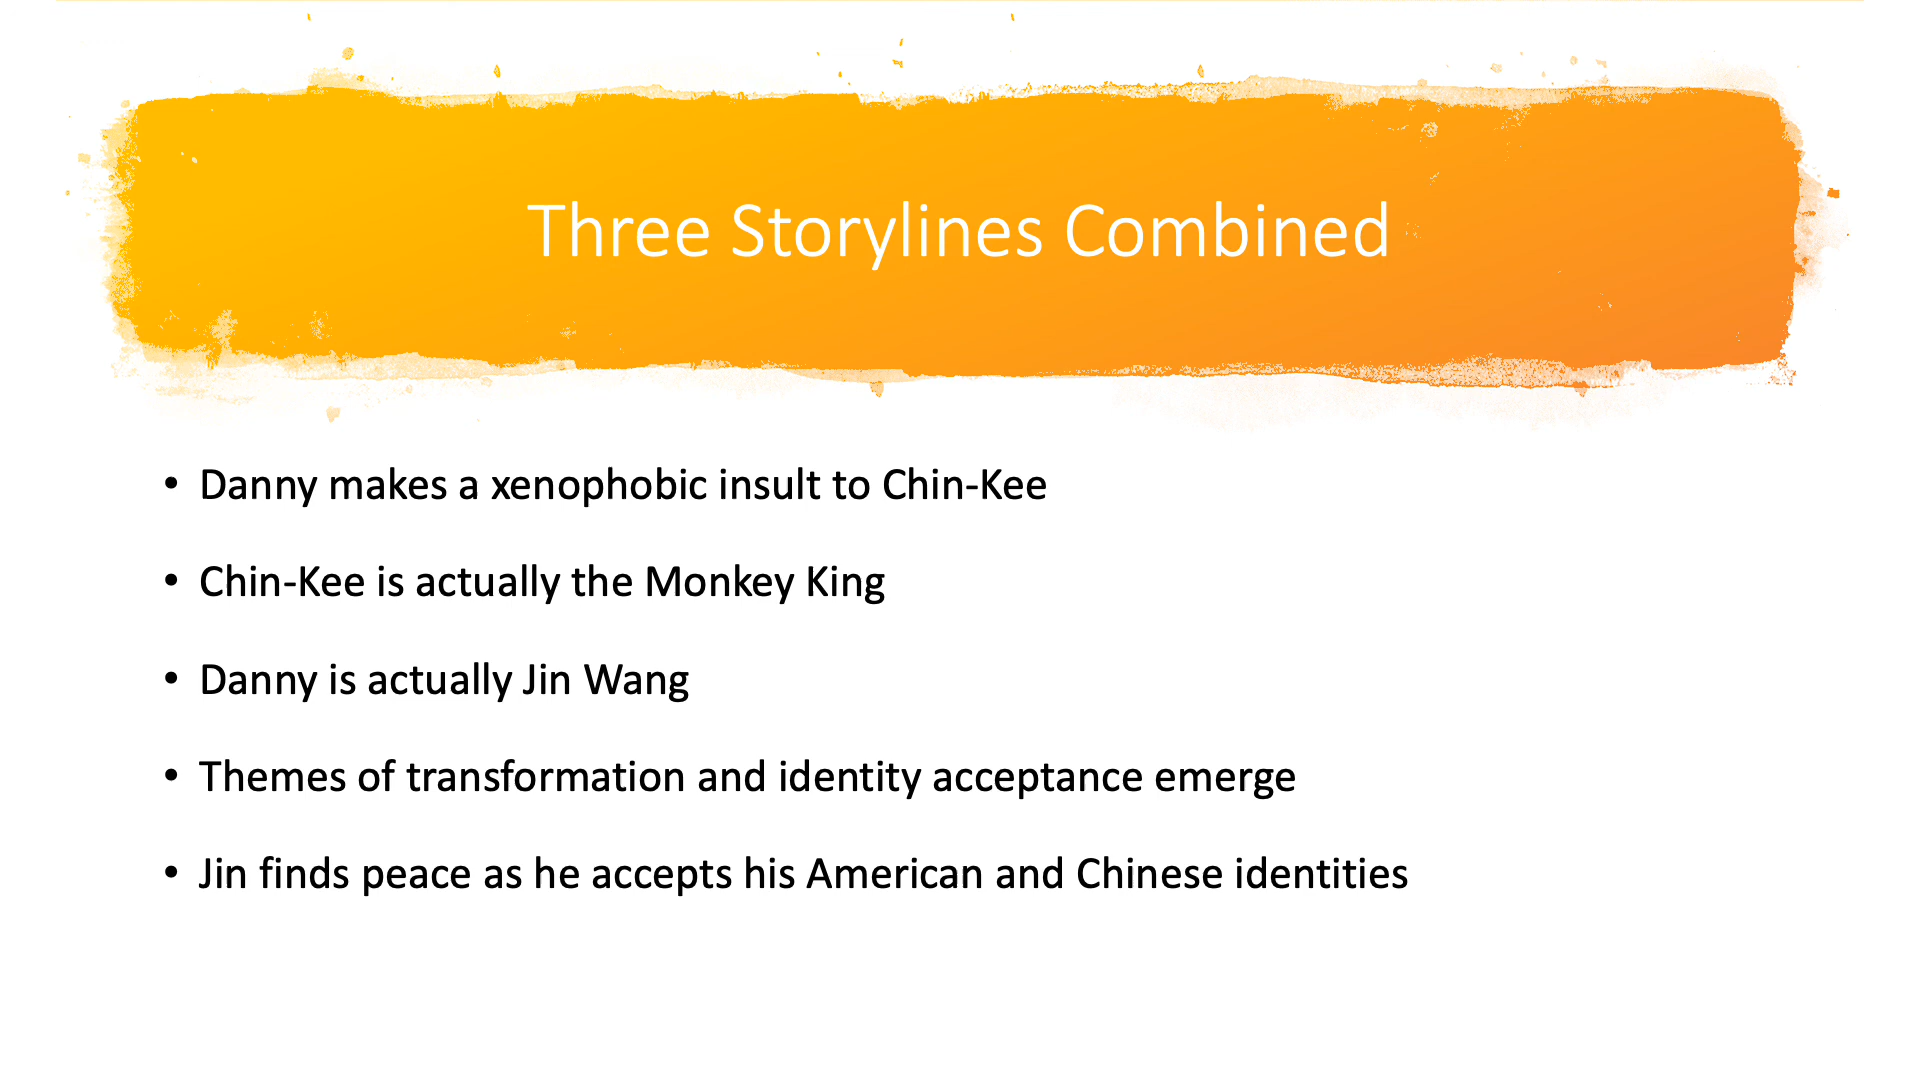 Three Storylines Combined
• Danny makes a xenophobic insult to Chin-Kee
• Chin-Kee is actually the Monkey King
• Danny is actually Jin Wang
• Themes of transformation and identity acceptance emerge
• Jin finds peace as he accepts his American and Chinese identities